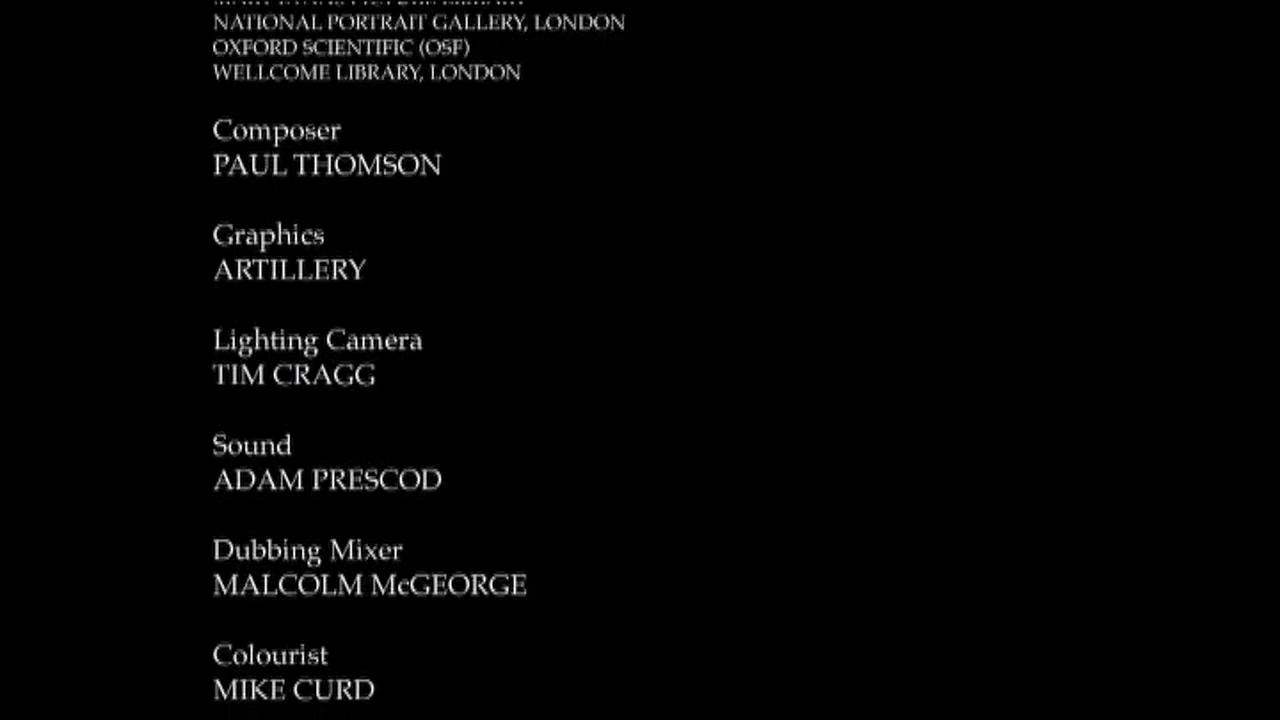 NATIONAL PORTRAIT GALLERY, LONDON
OXFORD SCIENTIFIC (OSF)
WELLCOME LIBRARY, LONDON
Composer
PAUL THOMSON
Graphics
ARTILLERY
Lighting Camera
TIM CRAGG
Sound
ADAM PRESCOD
Dubbing Mixer
MALCOLM McGEORGE
Colourist
MIKE CURD